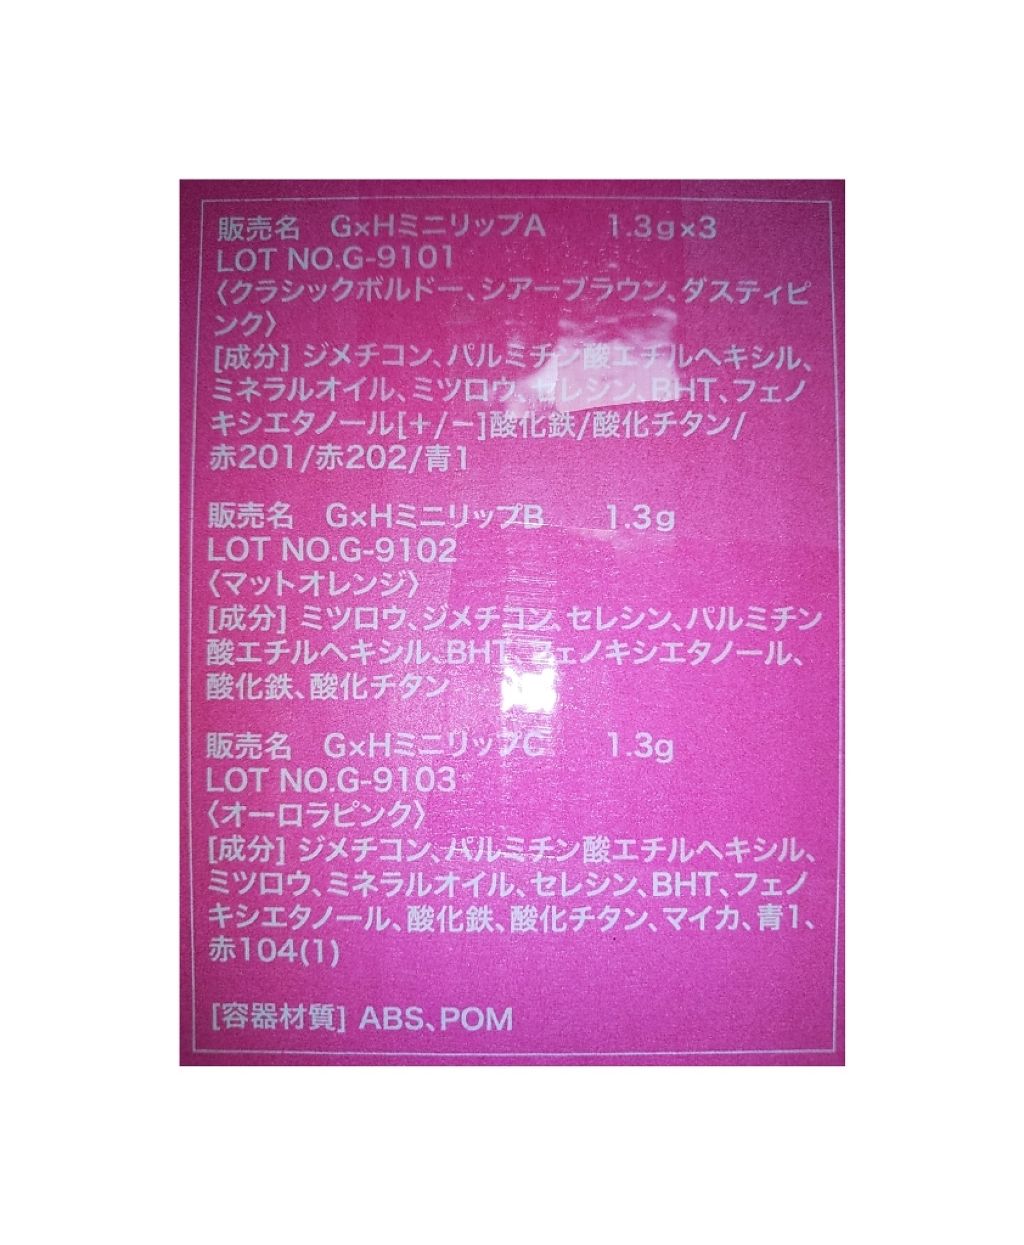 販売名 G×HミニリップA 1.3g×3
LOT NO.G-9101
〈クラシックボルドー、シアーブラウン、ダスティピ
ンク〉
[成分] ジメチコン、パルミチン酸エチルヘキシル、
ミネラルオイル、ミツロウ、セレシン、BHT、フェノ
キシエタノール[+/ー]酸化鉄/酸化チタン/
赤201/赤202/青1
販売名 G×HミニリップB 1.3g
LOT NO.G-9102
〈マットオレンジ〉
[成分] ミツロウ、ジメチコン、セレシン、パルミチン
酸エチルヘキシル、BHT、フェノキシエタノール、
酸化鉄、酸化チタン
販売名 G×HミニリップC 1.3g
LOT NO.G-9103
〈オーロラピンク〉
[成分] ジメチコン、パルミチン酸エチルヘキシル、
ミツロウ、ミネラルオイル、セレシン、BHT、フェノ
キシエタノール、酸化鉄、酸化チタン、マイカ、青1、
赤104(1)
[容器材質] ABS、POM